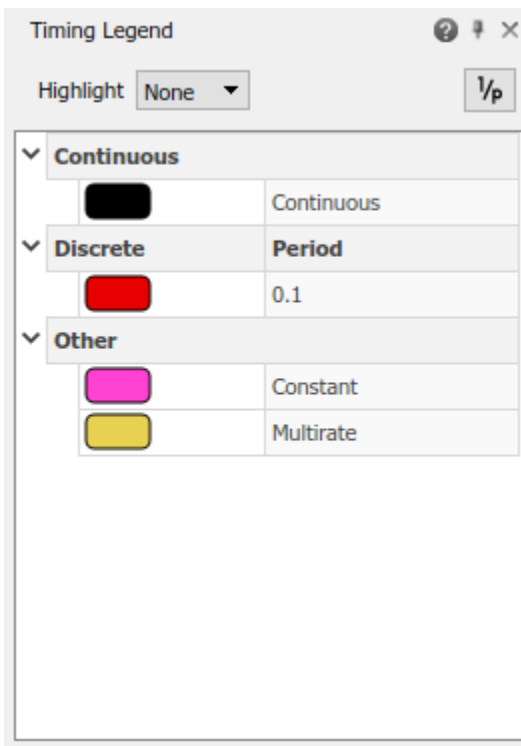 Timing Legend
Highlight None 1/P
Continuous
Continuous
Discrete Period
0.1
Other
Constant
Multirate